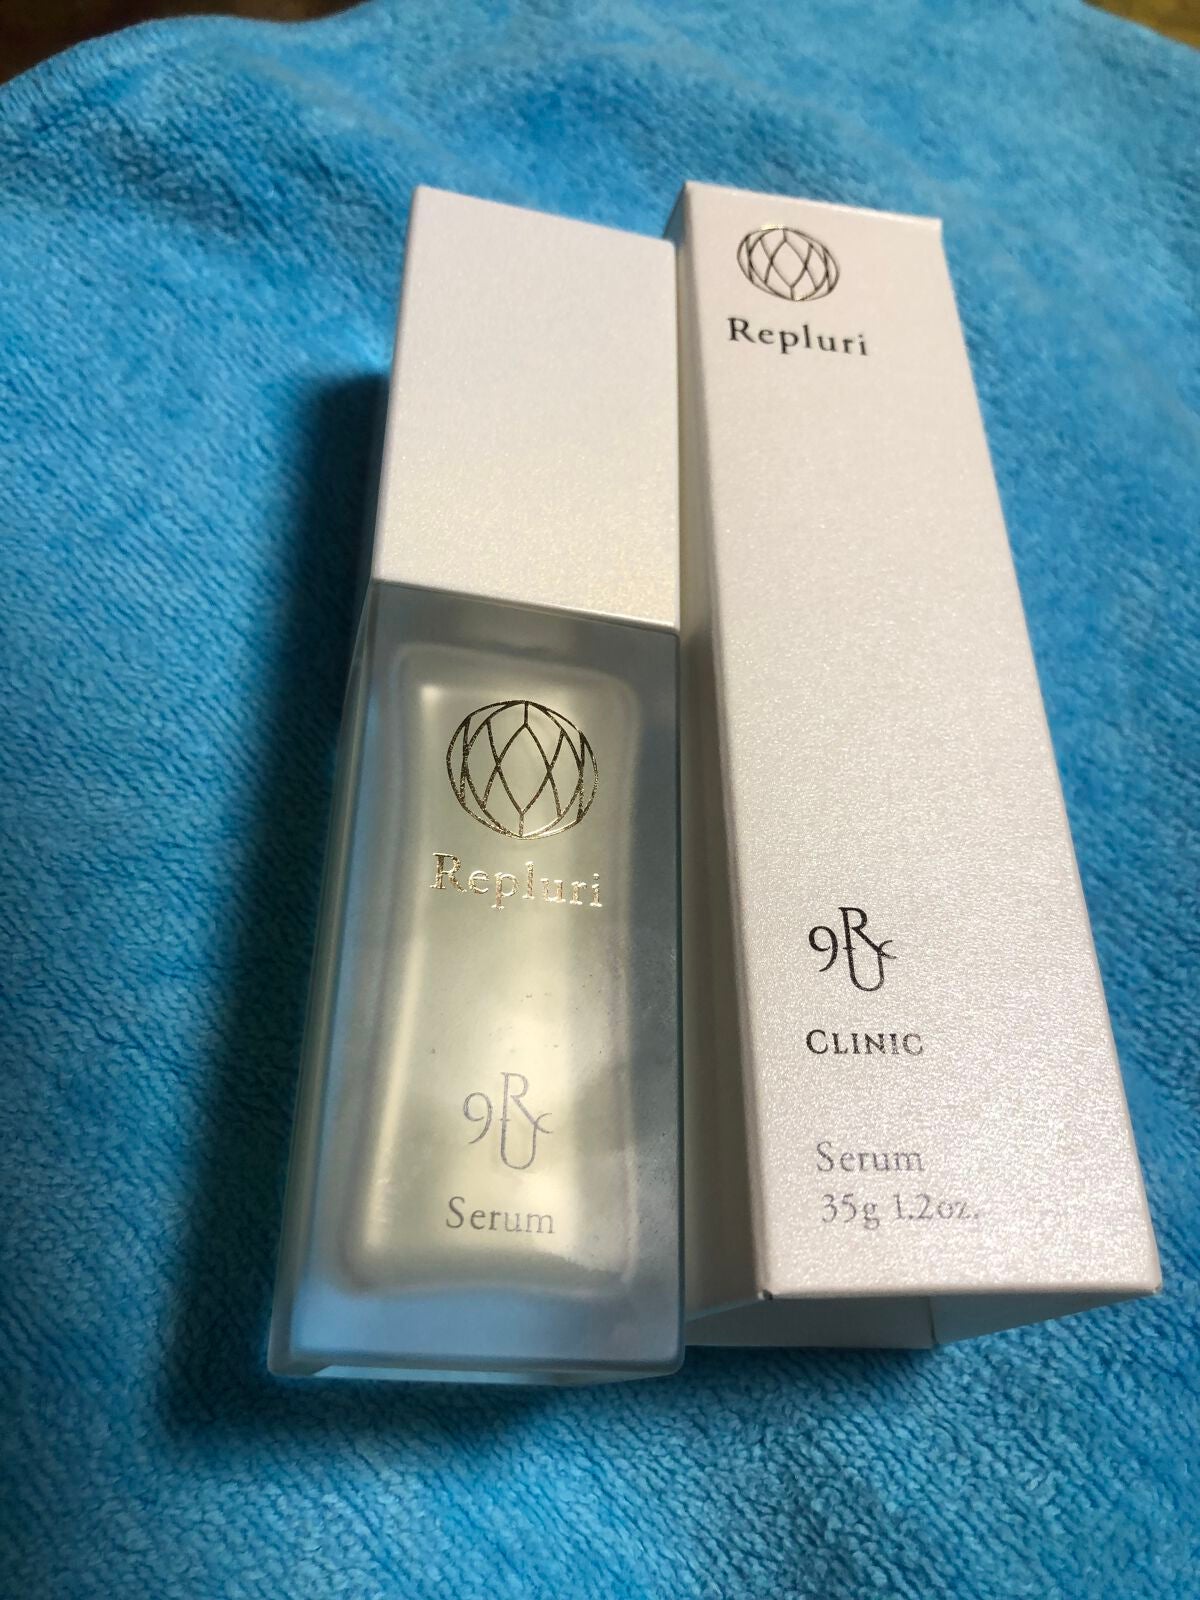 Repluri
9RU
Serum
Repluri
9RU
CLINIC
Serum
35g 1.2oz.